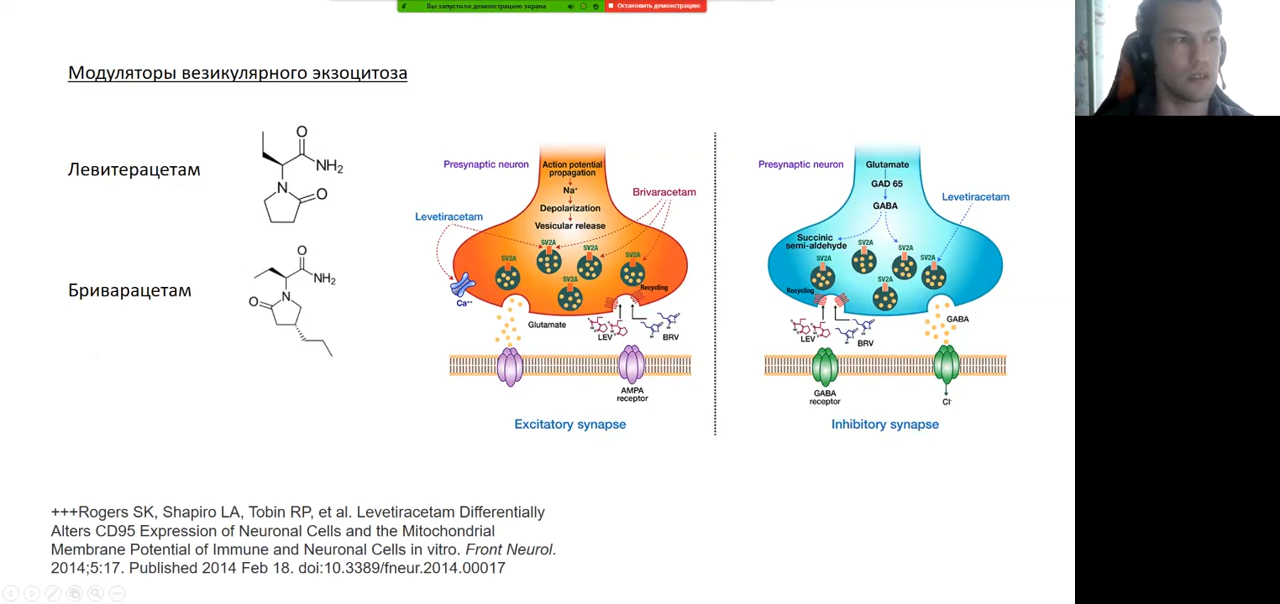 Вы запустили демонстрацию экрана
Остановить демонстрацию
Модуляторы везикулярного экзоцитоза
Левитерацетам
O
NH2
N
O
Бриварацетам
O
NH2
O
N
Presynaptic neuron
Action potential
propagation
Na+
Depolarization
Vesicular release
Brivaracetam
Levetiracetam
SV2A
SV2A
SV2A
SV2A
SV2A
Recycling
Ca++
Glutamate
LEV
BRV
AMPA
receptor
Excitatory synapse
Presynaptic neuron
Glutamate
GAD 65
GABA
Levetiracetam
Succinic
semi-aldehyde
SV2A
SV2A
SV2A
SV2A
SV2A
Recycling
LEV
BRV
GABA
GABA
receptor
Cl-
Inhibitory synapse
+++Rogers SK, Shapiro LA, Tobin RP, et al. Levetiracetam Differentially
Alters CD95 Expression of Neuronal Cells and the Mitochondrial
Membrane Potential of Immune and Neuronal Cells in vitro. Front Neurol.
2014;5:17. Published 2014 Feb 18. doi:10.3389/fneur.2014.00017